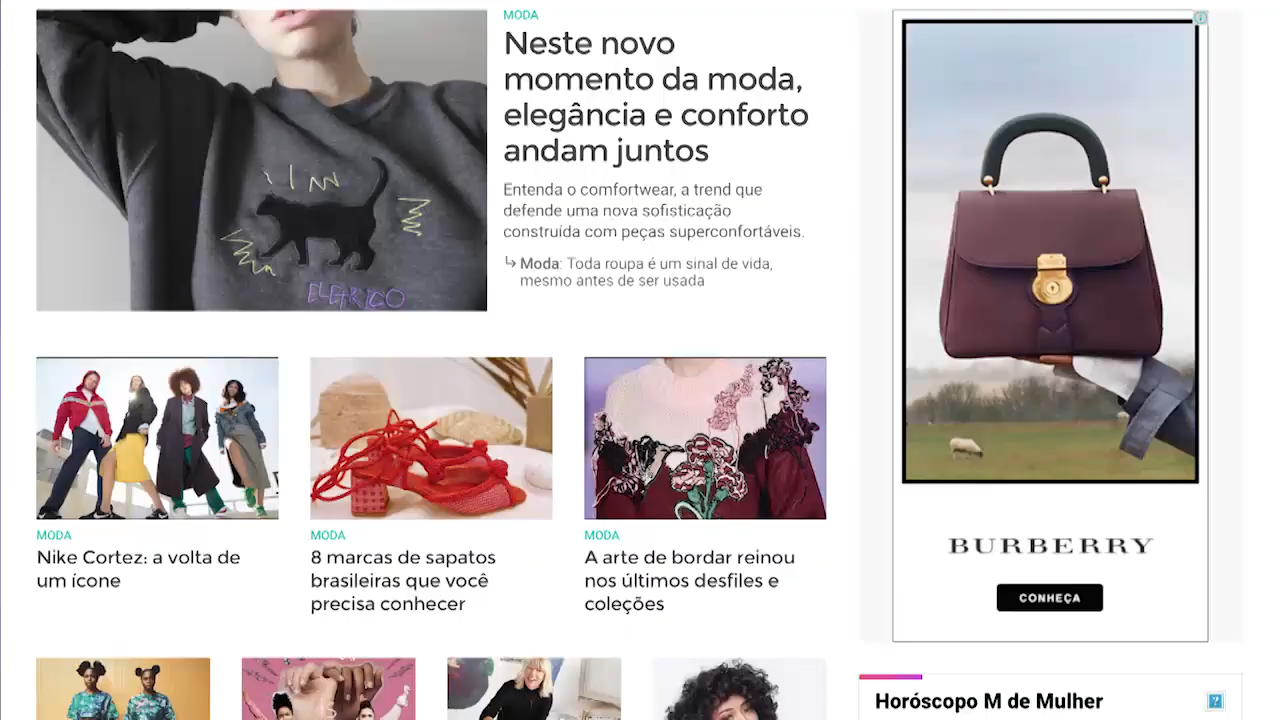 MODA
Neste novo
momento da moda,
elegância e conforto
andam juntos
Entenda o comfortwear, a trend que
defende uma nova sofisticação
construída com peças superconfortáveis.
Moda: Toda roupa é um sinal de vida,
mesmo antes de ser usada
ELÉTRICO
MODA
Nike Cortez: a volta de
um ícone
MODA
8 marcas de sapatos
brasileiras que você
precisa conhecer
MODA
A arte de bordar reinou
nos últimos desfiles e
coleções
BURBERRY
CONHEÇA
Horóscopo M de Mulher